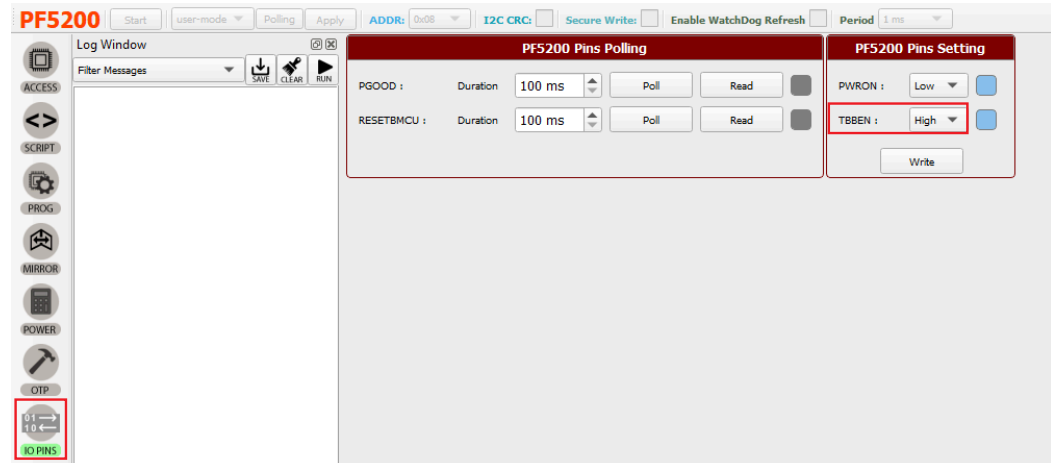 PF5200 Start user-mode Polling Apply ADDR: 0x08 I2C CRC: Secure Write: Enable WatchDog Refresh Period 1 ms
ACCESS
SCRIPT
PROG
MIRROR
POWER
OTP
01
10
IO PINS
Log Window
Filter Messages SAVE CLEAR RUN
PF5200 Pins Polling
PGOOD : Duration 100 ms Poll Read
RESETBMCU : Duration 100 ms Poll Read
PF5200 Pins Setting
PWRON : Low
TBBEN : High
Write